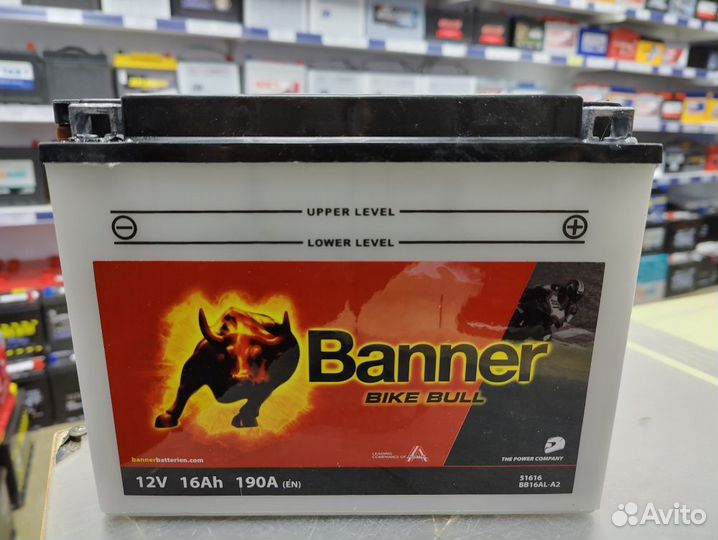 UPPER LEVEL
LOWER LEVEL
Banner
BIKE BULL
bannerbatterien.com
LEADING
THE POWER COMPANY
12V 16Ah 190A (EN)
51616
BB16AL-A2
Avito